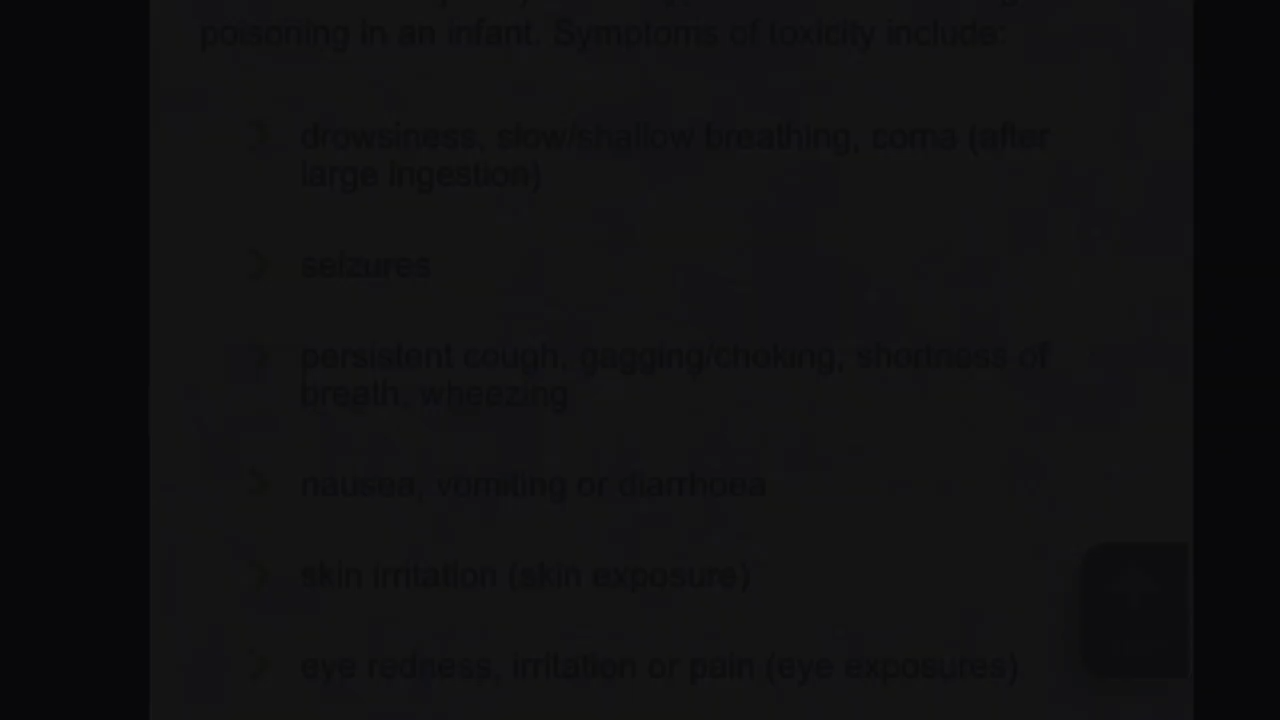 poisoning in an infant. Symptoms of toxicity include:
drowsiness, slow/shallow breathing, coma (after
large ingestion)
seizures
persistent cough, gagging/choking, shortness of
breath, wheezing
nausea, vomiting or diarrhoea
skin irritation (skin exposure)
eye redness, irritation or pain (eye exposures)